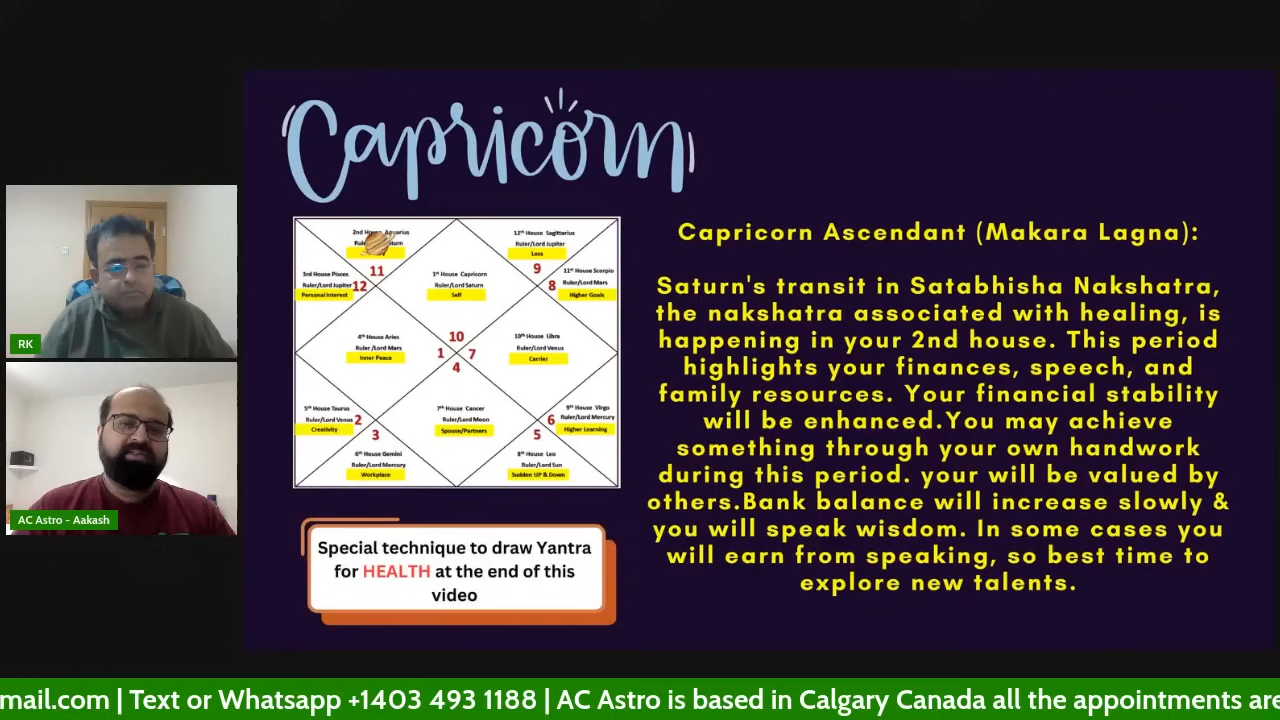 Capricorn
2nd House Aquarius
12th House Sagittarius
Ruler/Lord Jupiter
Loss
11
9
3rd House Pisces
Ruler/Lord Jupiter
12
Personal Interest
1st House Capricorn
Ruler/Lord Saturn
Self
11st House Scorpio
8
Ruler/Lord Mars
Higher Goals
4th House Aries
Ruler /Lord Mars
Inner Peace
10
1
7
4
10th House Libra
Ruler/Lord Venus
Carrier
5th House Taurus
Ruler/Lord Venus
2
Creativity
3
7th House Cancer
Ruler/Lord Moon
Spouse/Partners
9th House Virgo
6
Ruler/Lord Mercury
Higher Learning
5
6th House Gemini
Ruler/Lord Mercury
Workplace
8th House Leo
Ruler/Lord Sun
Sudden UP & Down
Special technique to draw Yantra
for HEALTH at the end of this
video
Capricorn Ascendant (Makara Lagna):
Saturn's transit in Satabhisha Nakshatra,
the nakshatra associated with healing, is
happening in your 2nd house. This period
highlights your finances, speech, and
family resources. Your financial stability
will be enhanced.You may achieve
something through your own handwork
during this period. your will be valued by
others.Bank balance will increase slowly &
you will speak wisdom. In some cases you
will earn from speaking, so best time to
explore new talents.
RK
AC Astro - Aakash
mail.com | Text or Whatsapp +1403 493 1188 | AC Astro is based in Calgary Canada all the appointments are